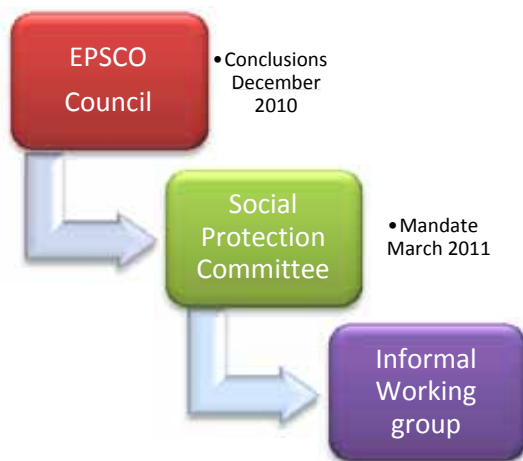 EPSCO
Council
•Conclusions
December
2010
Social
Protection
Committee
•Mandate
March 2011
Informal
Working
group